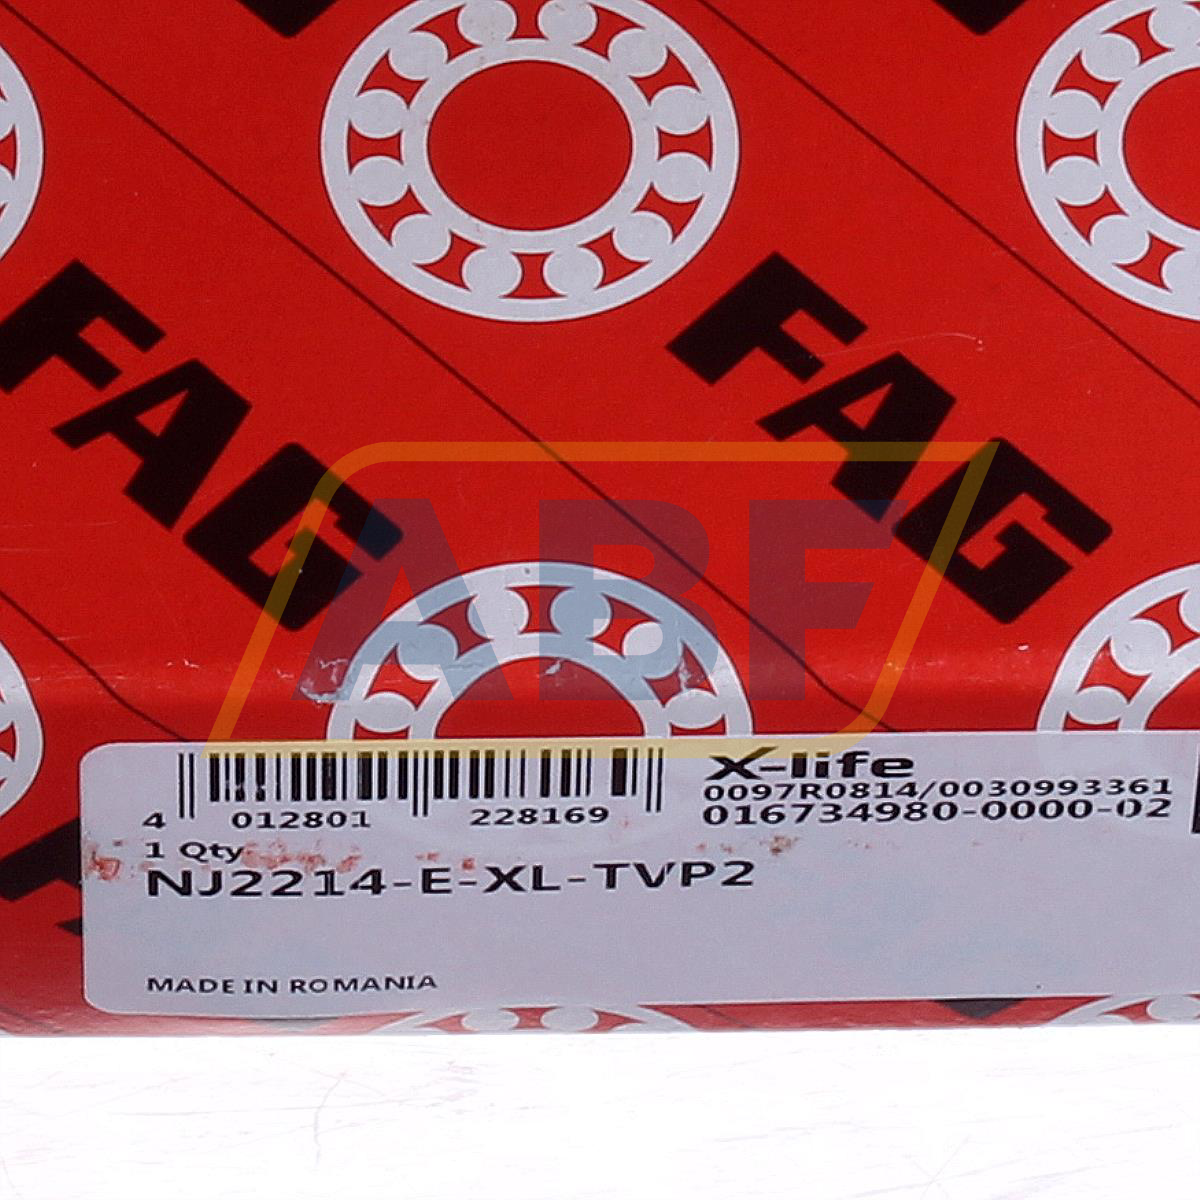 FAG
FAG
ABF
X-life
0097R0814/0030993361
016734980-0000-02
4 012801 228169
1 Qty
NJ2214-E-XL-TVP2
MADE IN ROMANIA